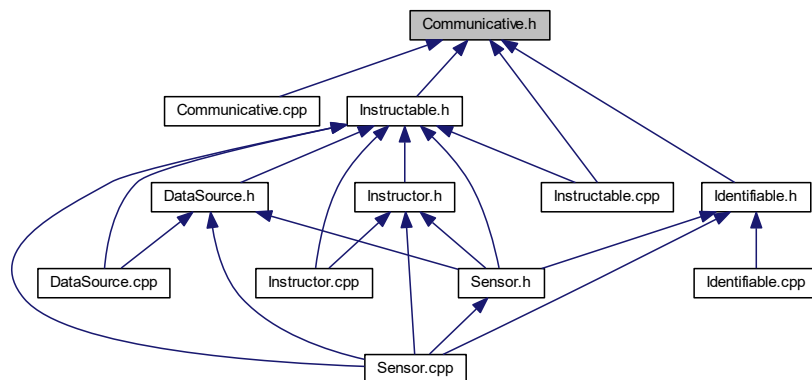 Communicative.h
Communicative.cpp
Instructable.h
DataSource.h
Instructor.h
Instructable.cpp
Identifiable.h
DataSource.cpp
Instructor.cpp
Sensor.h
Identifiable.cpp
Sensor.cpp